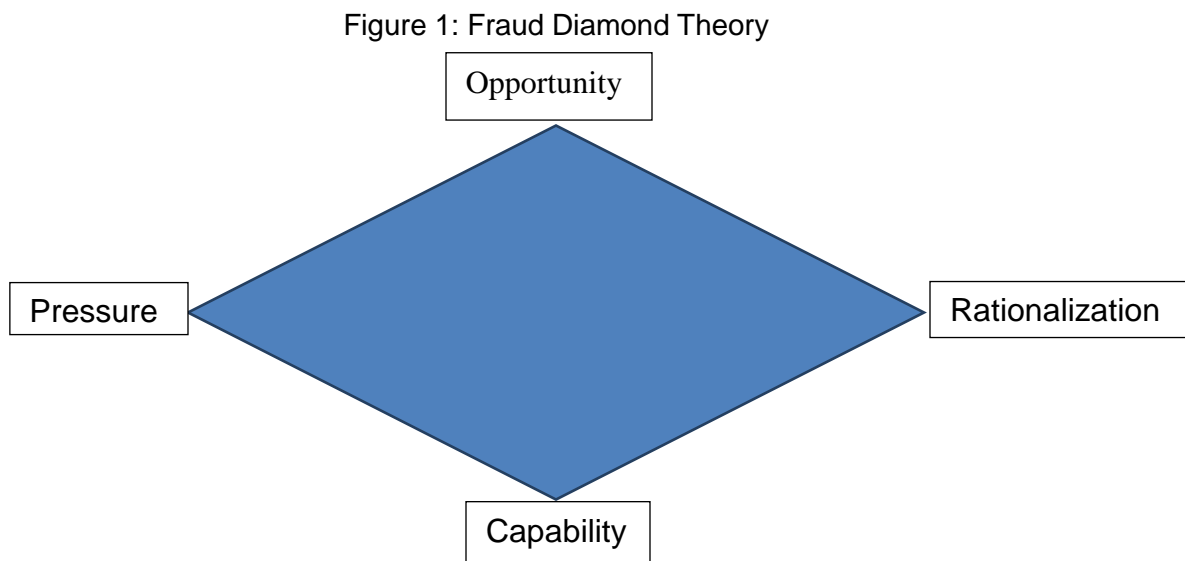 Figure 1: Fraud Diamond Theory
Opportunity
Pressure
Rationalization
Capability